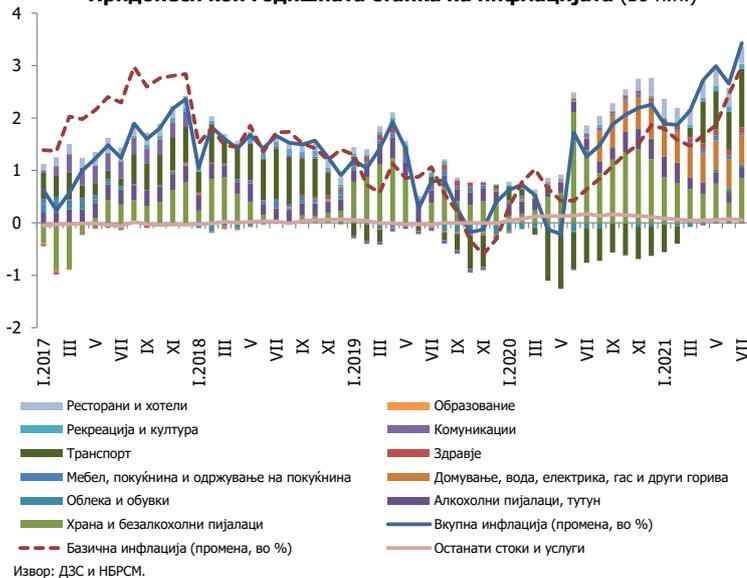 Придонеси кон годишната стапка на инфлацијата (во п.п.)
4
3
2
1
0
-1
-2
I.2017
III
V
VII
IX
XI
I.2018
III
V
VII
IX
XI
I.2019
III
V
VII
IX
XI
I.2020
III
V
VII
IX
XI
I.2021
III
V
VII
Ресторани и хотели
Образование
Рекреација и култура
Комуникации
Транспорт
Здравје
Мебел, покуќнина и одржување на покуќнина
Домување, вода, електрика, гас и други горива
Облека и обувки
Алкохолни пијалаци, тутун
Храна и безалкохолни пијалаци
Вкупна инфлација (промена, во %)
Базична инфлација (промена, во %)
Останати стоки и услуги
Извор: ДЗС и НБРСМ.